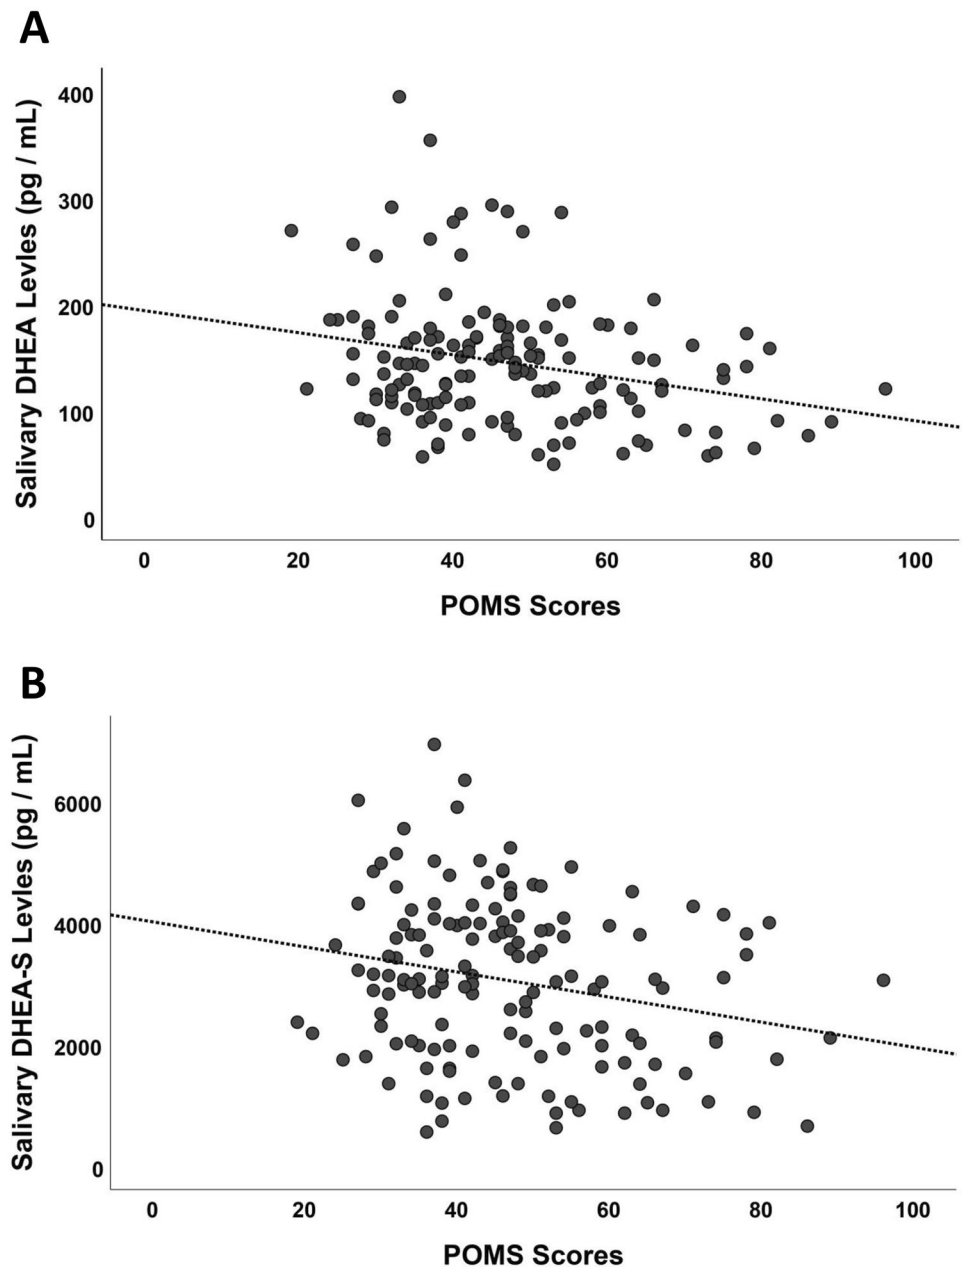 A
Salivary DHEA Levles (pg / mL)
400
300
200
100
0
0 20 40 60 80 100
POMS Scores
B
Salivary DHEA-S Levles (pg / mL)
6000
4000
2000
0
0 20 40 60 80 100
POMS Scores